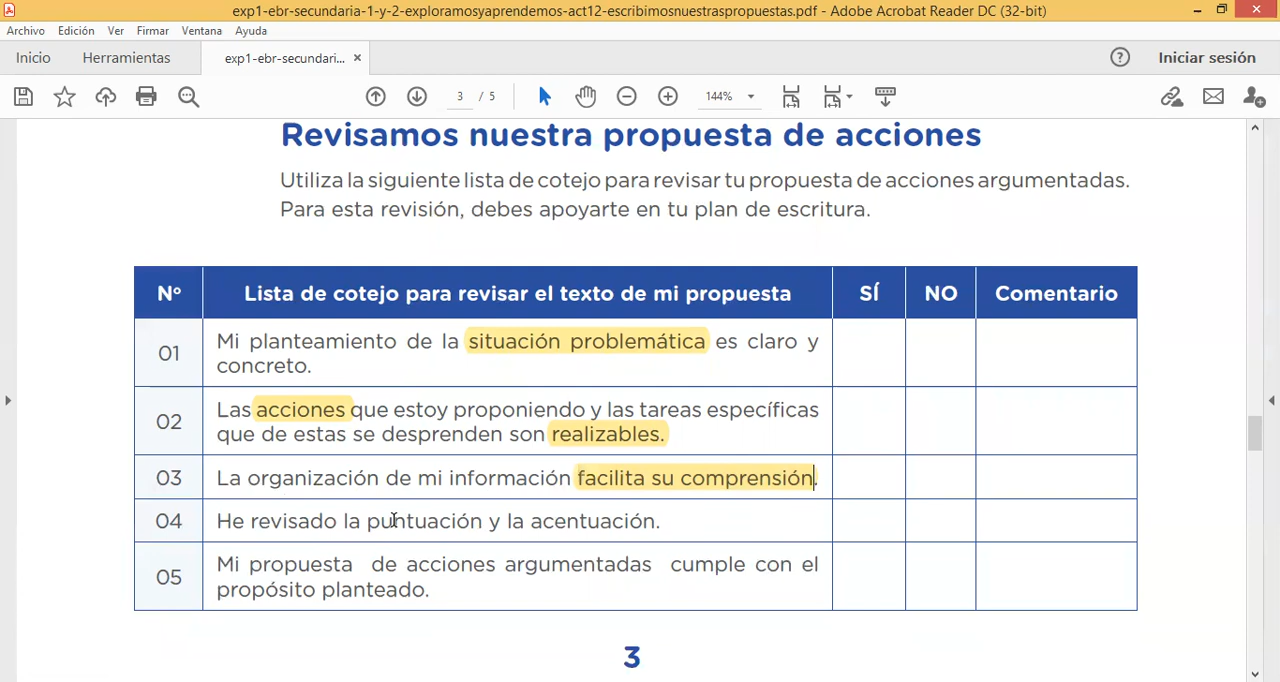 exp1-ebr-secundaria-1-y-2-exploramosyaprendemos-act12-escribimosnuestraspropuestas.pdf - Adobe Acrobat Reader DC (32-bit)
Archivo Edición Ver Firmar Ventana Ayuda
Inicio Herramientas exp1-ebr-secundari... × Iniciar sesión
3 / 5 144%
Revisamos nuestra propuesta de acciones
Utiliza la siguiente lista de cotejo para revisar tu propuesta de acciones argumentadas.
Para esta revisión, debes apoyarte en tu plan de escritura.
Nº Lista de cotejo para revisar el texto de mi propuesta SÍ NO Comentario
01 Mi planteamiento de la situación problemática es claro y
concreto.
02 Las acciones que estoy proponiendo y las tareas específicas
que de estas se desprenden son realizables.
03 La organización de mi información facilita su comprensión.
04 He revisado la puntuación y la acentuación.
05 Mi propuesta de acciones argumentadas cumple con el
propósito planteado.
3